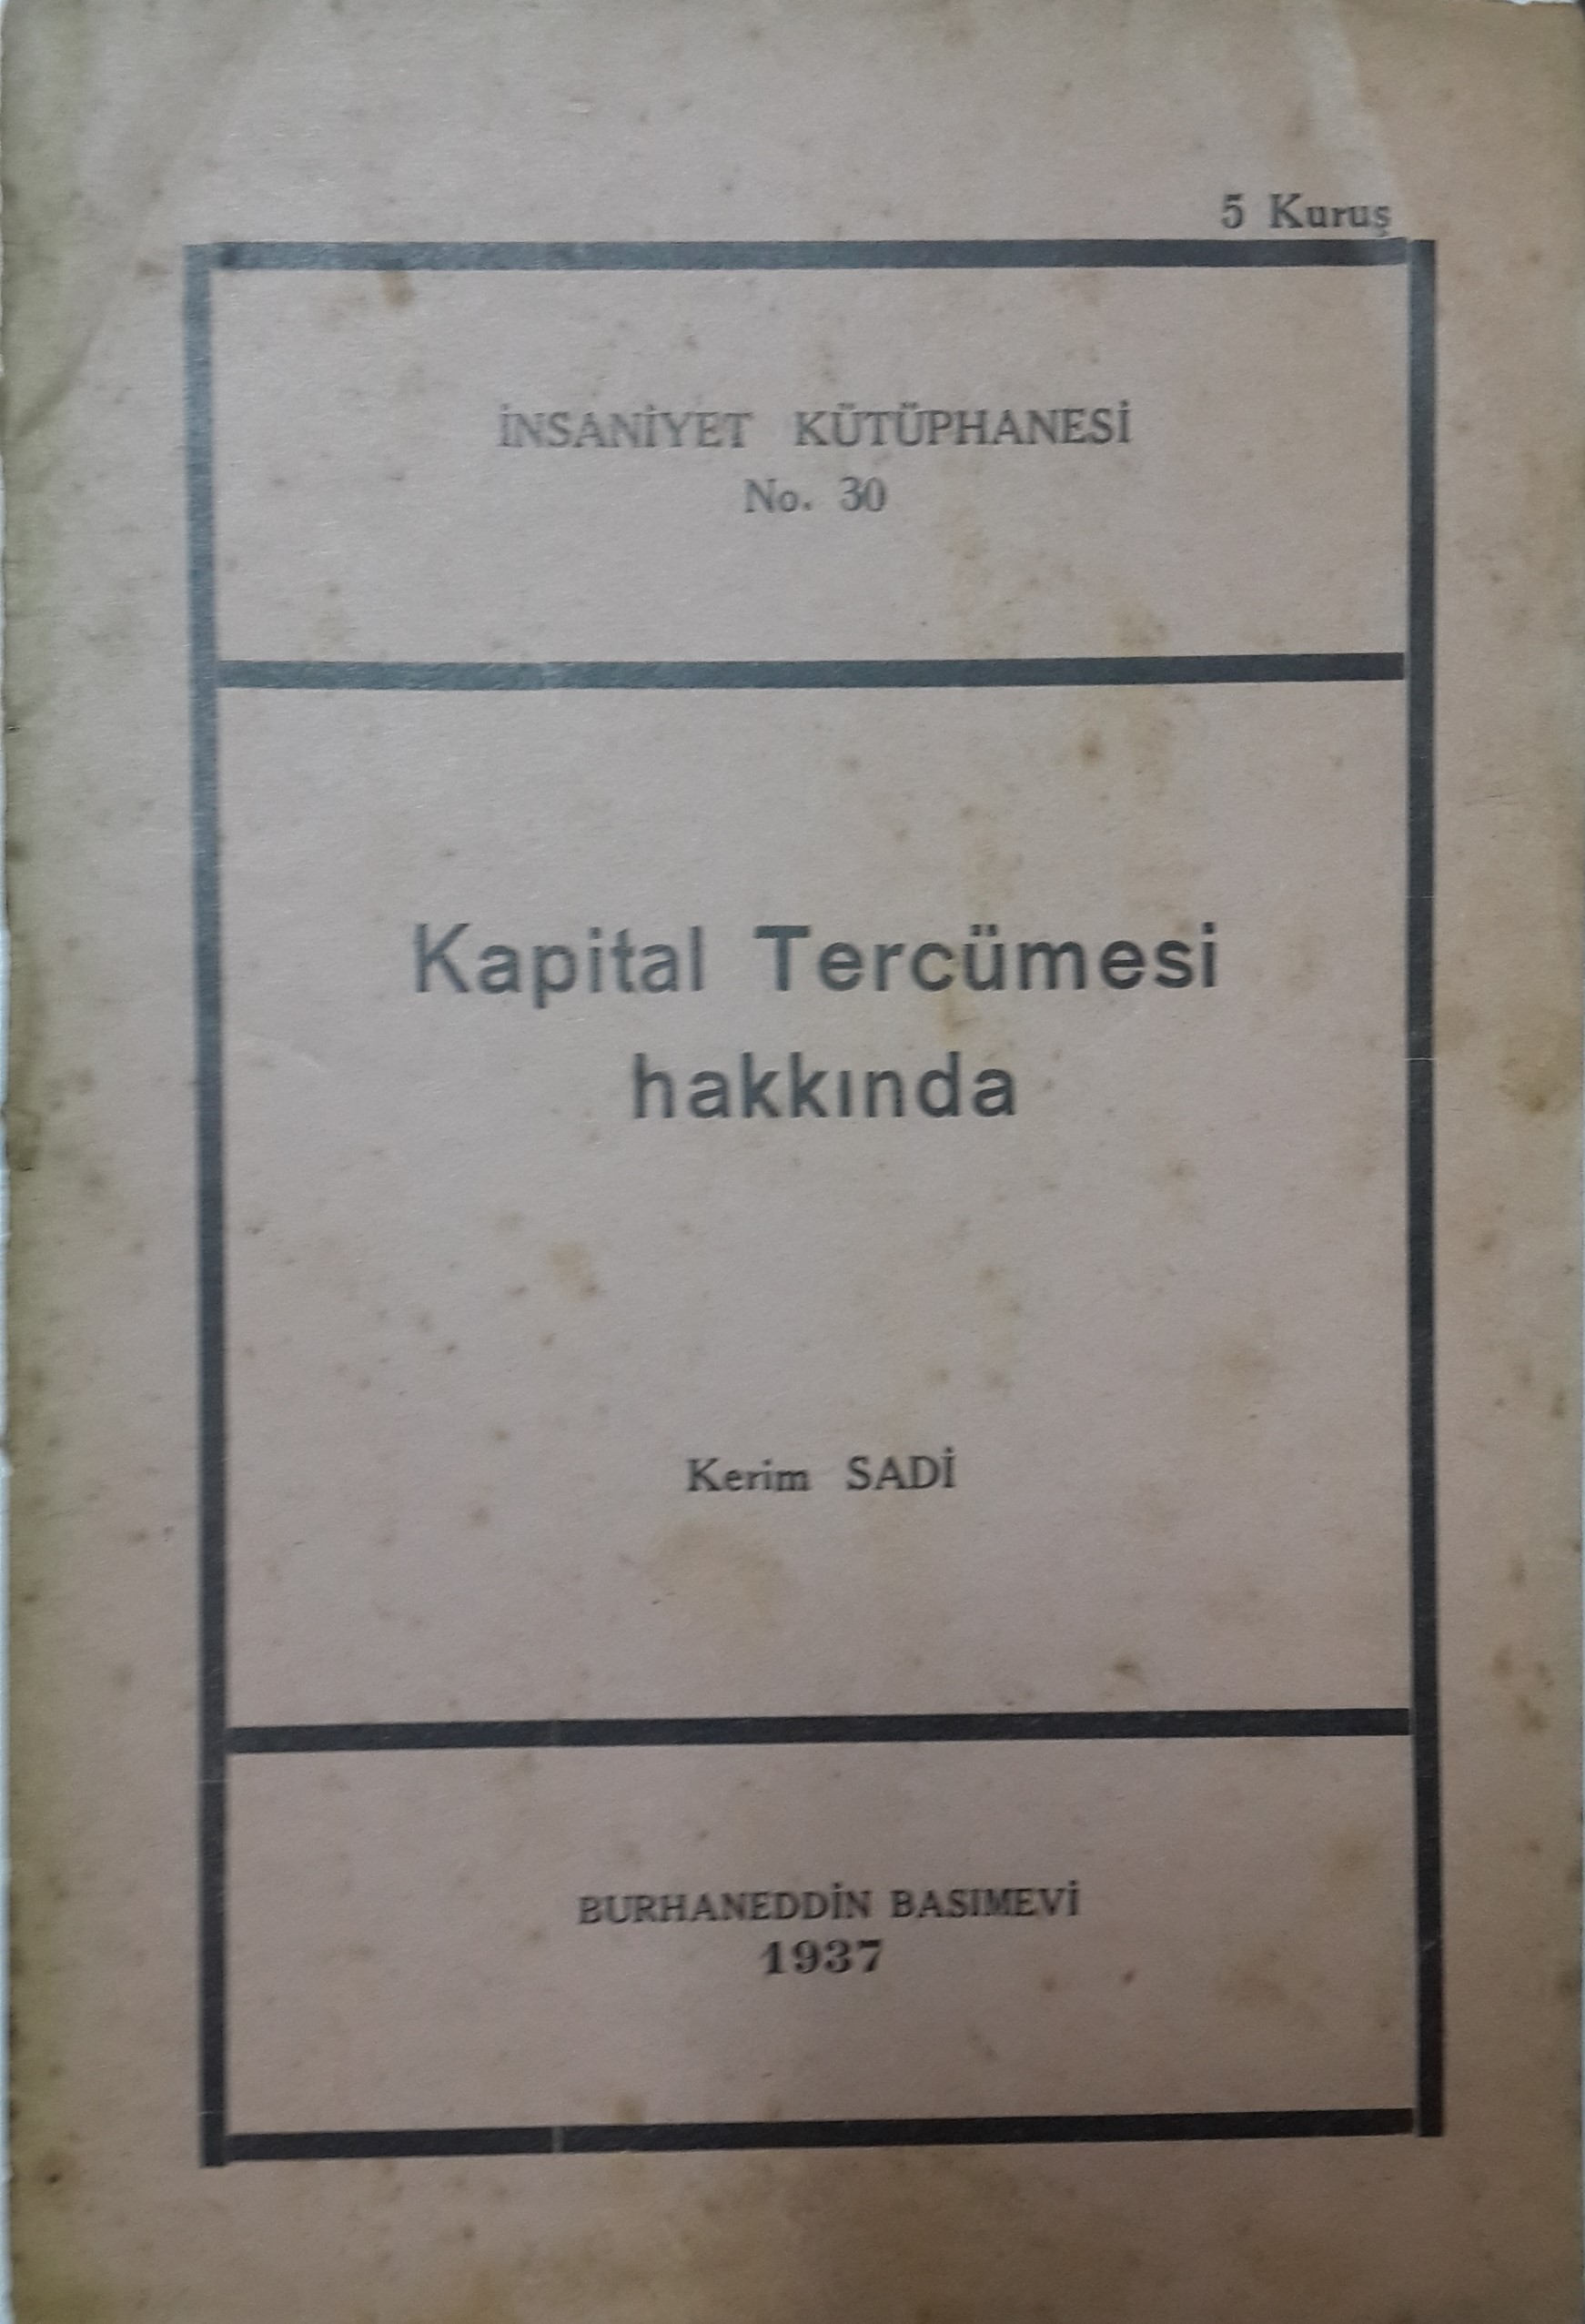 5 Kuruş
İNSANİYET KÜTÜPHANESİ
No. 30
Kapital Tercümesi
hakkında
Kerim SADİ
BURHANEDDİN BASIMEVİ
1937